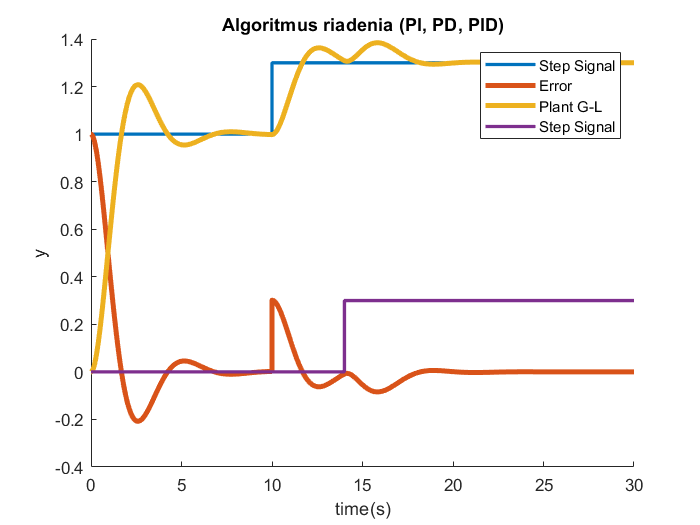 Algoritmus riadenia (PI, PD, PID)
1.4
1.2
1
0.8
0.6
0.4
0.2
0
-0.2
-0.4
y
Step Signal
Error
Plant G-L
Step Signal
0 5 10 15 20 25 30
time(s)